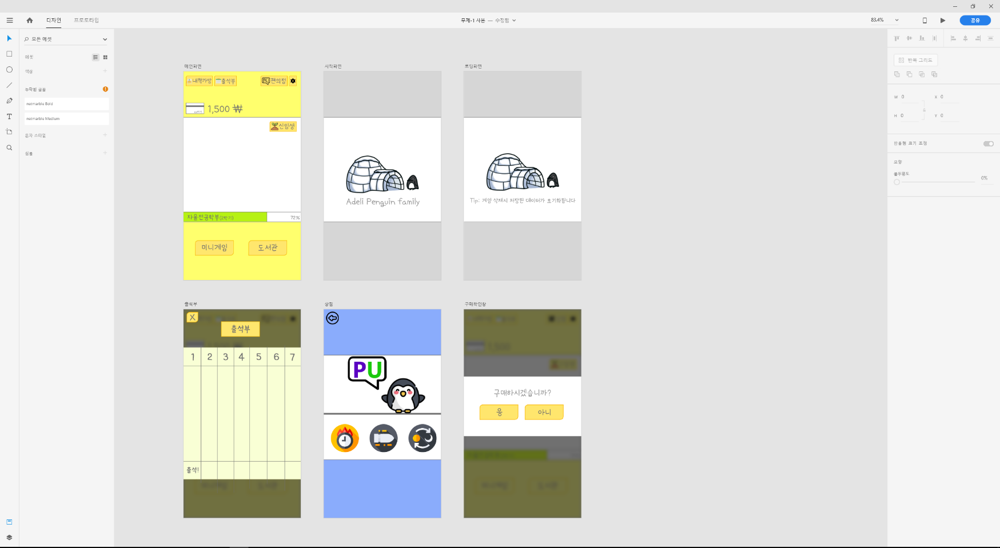 디자인
프로토타입
무제-1 사본 — 수정됨
83.4%
공유
모든 에셋
에셋
색상
누락된 글꼴
netmarble Bold
netmarble Medium
문자 스타일
심볼
메인화면
내책가방
출석부
PU 편의점
1,500 ₩
신입생
자율전공학부(2학기)
72%
미니게임
도서관
시작화면
Adeli Penguin family
로딩화면
Tip: 게임 삭제시 저장된 데이터가 초기화됩니다
출석부
X
출석부
1 2 3 4 5 6 7
출석!
상점
PU
구매확인창
1,500
구매하시겠습니까?
웅
아니
반복 그리드
W 0
X 0
H 0
Y 0
반응형 크기 조정
모양
불투명도
0%